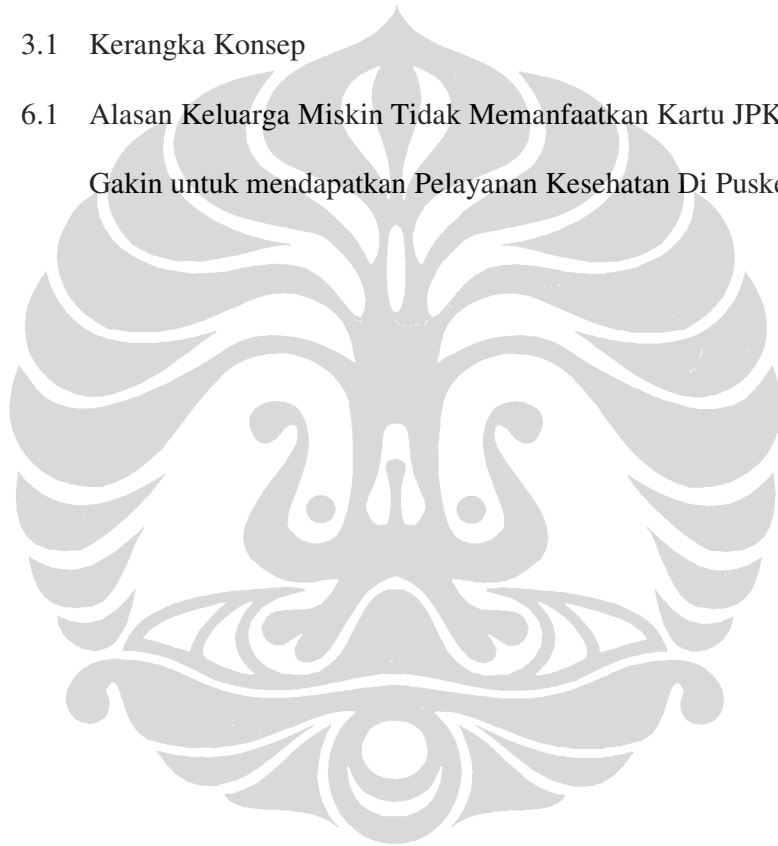 3.1 Kerangka Konsep
6.1 Alasan Keluarga Miskin Tidak Memanfaatkan Kartu JPK
Gakin untuk mendapatkan Pelayanan Kesehatan Di